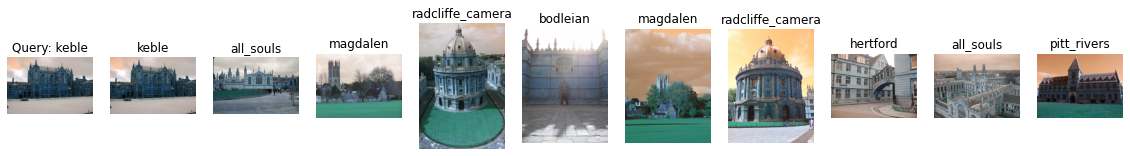 Query: keble
keble
all_souls
magdalen
radcliffe_camera
bodleian
magdalen
radcliffe_camera
hertford
all_souls
pitt_rivers